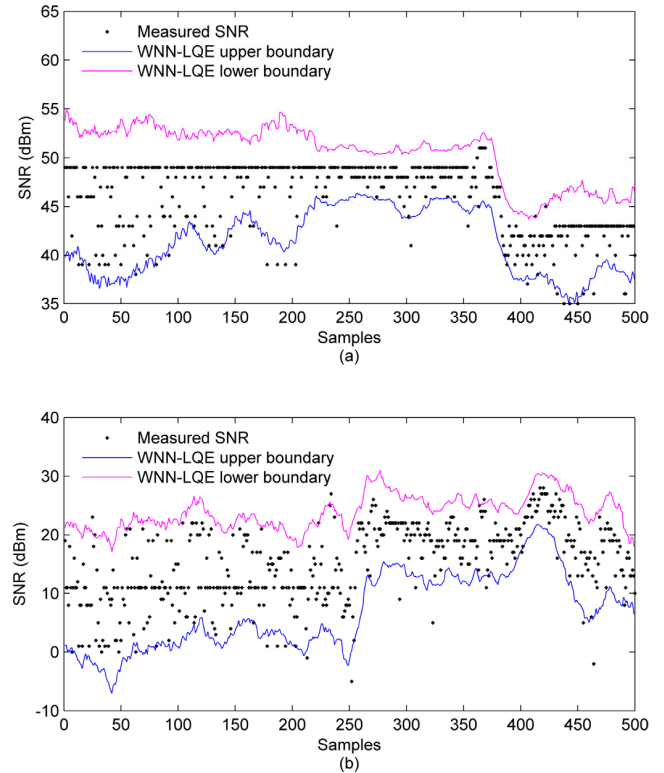 65
60
55
50
45
40
35
SNR (dBm)
Measured SNR
WNN-LQE upper boundary
WNN-LQE lower boundary
0 50 100 150 200 250 300 350 400 450 500
Samples
(a)
40
30
20
10
0
-10
SNR (dBm)
Measured SNR
WNN-LQE upper boundary
WNN-LQE lower boundary
0 50 100 150 200 250 300 350 400 450 500
Samples
(b)